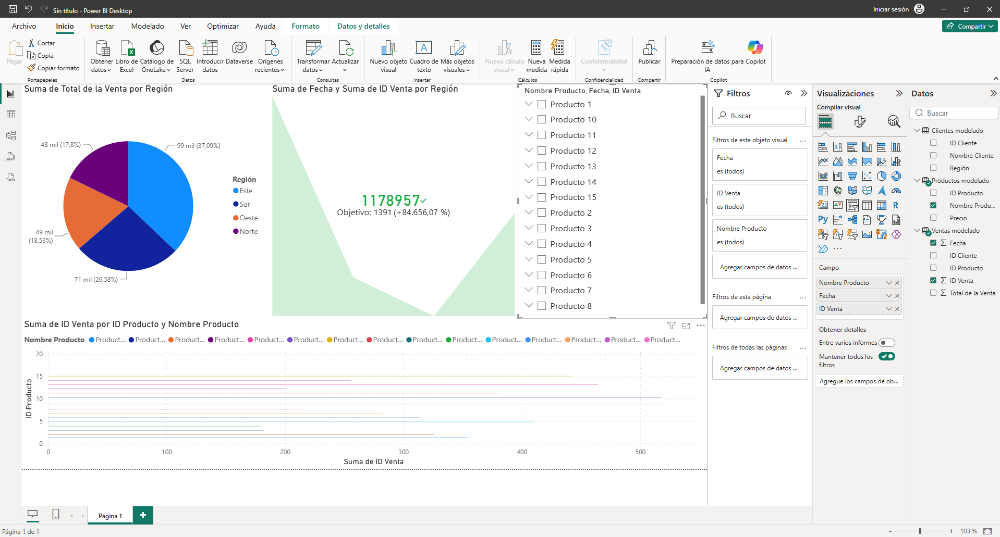 Sin título - Power BI Desktop
Iniciar sesión
Archivo Inicio Insertar Modelado Ver Optimizar Ayuda Formato Datos y detalles
Compartir
Pegar
Cortar
Copia
Copiar formato
Portapapeles
Obtener datos
Libro de Excel
Catálogo de OneLake
SQL Server
Introducir datos
Dataverse
Orígenes recientes
Datos
Transformar datos
Actualizar
Consultas
Nuevo objeto visual
Cuadro de texto
Más objetos visuales
Insertar
Nuevo cálculo visual
Nueva medida
Medida rápida
Cálculos
Confidencialidad
Confidencialidad
Publicar
Compartir
Preparación de datos para IA
Copilot
Copilot
DAX
TMDL
Suma de Total de la Venta por Región
48 mil (17,8%)
99 mil (37,09%)
49 mil
(18,53%)
71 mil (26,58%)
Región
Este
Sur
Oeste
Norte
Suma de Fecha y Suma de ID Venta por Región
1178957
Objetivo: 1391 (+84.656,07 %)
Nombre Producto, Fecha, ID Venta
Producto 1
Producto 10
Producto 11
Producto 12
Producto 13
Producto 14
Producto 15
Producto 2
Producto 3
Producto 4
Producto 5
Producto 6
Producto 7
Producto 8
Suma de ID Venta por ID Producto y Nombre Producto
Nombre Producto Product... Product... Product... Product... Product... Product... Product... Product... Product... Product... Product... Product... Product... Product... Product...
ID Producto
20
15
10
5
0
0 100 200 300 400 500
Suma de ID Venta
Filtros
Buscar
Filtros de este objeto visual ...
Fecha
es (todos)
ID Venta
es (todos)
Nombre Producto
es (todos)
Agregar campos de datos ...
Filtros de esta página ...
Agregar campos de datos ...
Filtros de todas las páginas ...
Agregar campos de datos ...
Visualizaciones
Compilar visual
123
R
Py
...
Campo
Nombre Producto
Fecha
ID Venta
Obtener detalles
Entre varios informes
Mantener todos los
filtros
Agregue los campos de ob...
Datos
Buscar
Clientes modelado
ID Cliente
Nombre Cliente
Región
Productos modelado
ID Producto
Nombre Produ...
Precio
Ventas modelado
Σ Fecha
ID Cliente
ID Producto
Σ ID Venta
Σ Total de la Venta
Página 1
+
Página 1 de 1
- + 103 %